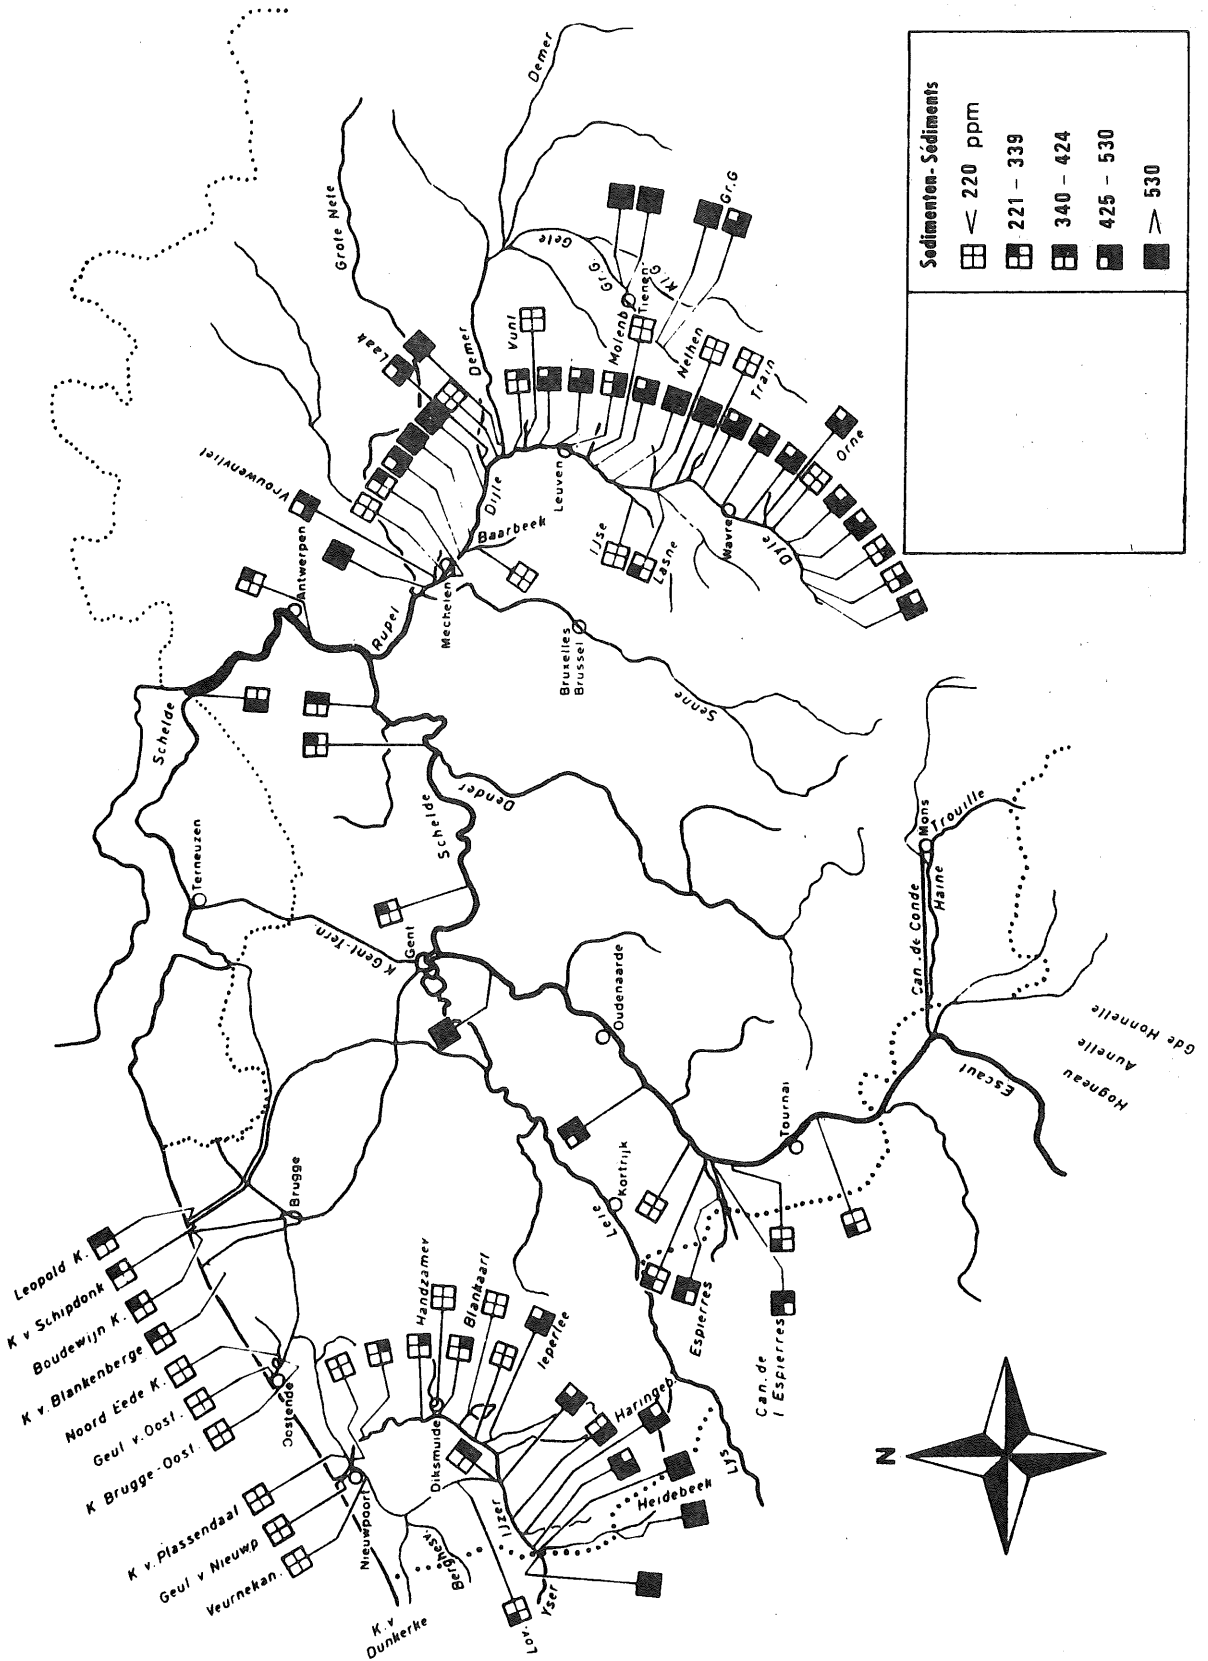 Sedimenten-Sédiments
< 220 ppm
221 – 339
340 – 424
425 – 530
> 530
Demer
Grote Nete
Laak
Demer
Vunt
Gete
Gr.G
Gr.G.
Tienen
Kl.G.
Molenb
Nethen
Train
Orne
Vrouwenvliet
Antwerpen
Dijle
Leuven
Baarbeek
IJse
Lasne
Wavre
Dyle
Rupel
Mechelen
Bruxelles
Brussel
Senne
Schelde
Terneuzen
Schelde
Dender
K Gent-Tern.
Gent
Oudenaarde
Mons
Trouille
Can. de Conde
Haine
Escaut
Gde Honnelle
Aunelle
Hogneau
Tournai
Kortrijk
Leie
Brugge
Leopold K.
K v Schipdonk
Boudewijn K.
K v. Blankenberge
Noord Eede K.
Geul v. Oost.
K Brugge-Oost.
K v. Plassendaal
Geul v Nieuwp
Veurnekan.
Oostende
Nieuwpoort
Diksmuide
Handzamev
Blankaart
Ieperlee
Haringeb.
Heidebeek
IJzer
Yser
Lov.
Berghesv.
K.v
Dunkerke
Espierres
Can. de
l Espierres
Lys
N